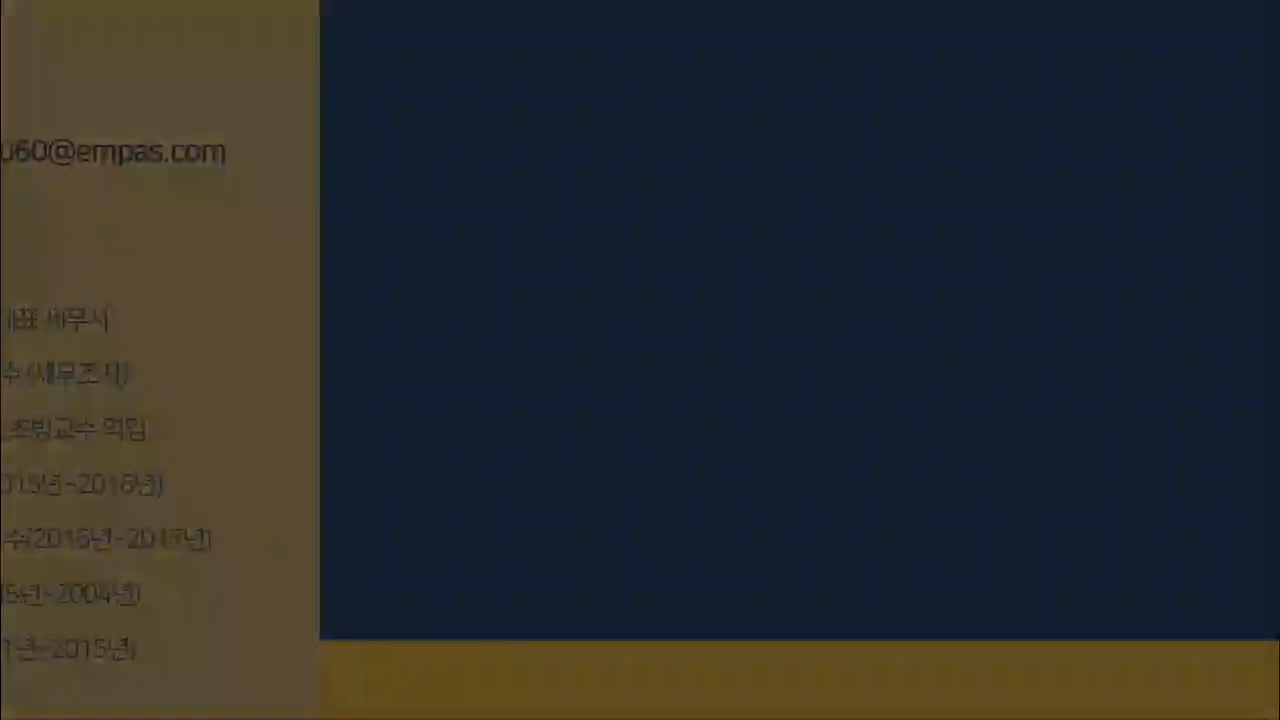 u60@empas.com
대표 세무사
수(세무조사)
초빙교수 역임
015년~2016년)
수(2016년~2017년)
5년~2004년)
1년~2015년)